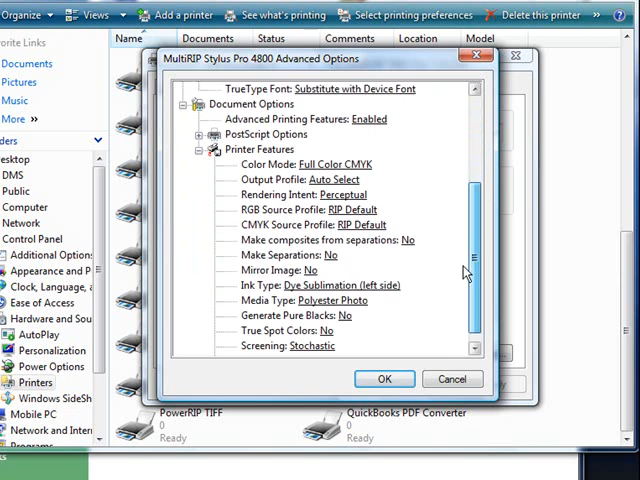 Organize Views Add a printer See what's printing Select printing preferences Delete this printer »
Name Documents Status Comments Location Model
avorite Links
Documents
Pictures
Music
More »
ders
esktop
DMS
Public
Computer
Network
Control Panel
Additional Option
Appearance and P
Clock, Language,
Ease of Access
AutoPlay
Personalization
Power Options
Printers
Windows SideSh
Mobile PC
Network and Inter
MultiRIP Stylus Pro 4800 Advanced Options
TrueType Font: Substitute with Device Font
Document Options
Advanced Printing Features: Enabled
PostScript Options
Printer Features
Color Mode: Full Color CMYK
Output Profile: Auto Select
Rendering Intent: Perceptual
RGB Source Profile: RIP Default
CMYK Source Profile: RIP Default
Make composites from separations: No
Make Separations: No
Mirror Image: No
Ink Type: Dye Sublimation (left side)
Media Type: Polyester Photo
Generate Pure Blacks: No
True Spot Colors: No
Screening: Stochastic
OK Cancel
PowerRIP TIFF
0
Ready
QuickBooks PDF Converter
0
Ready